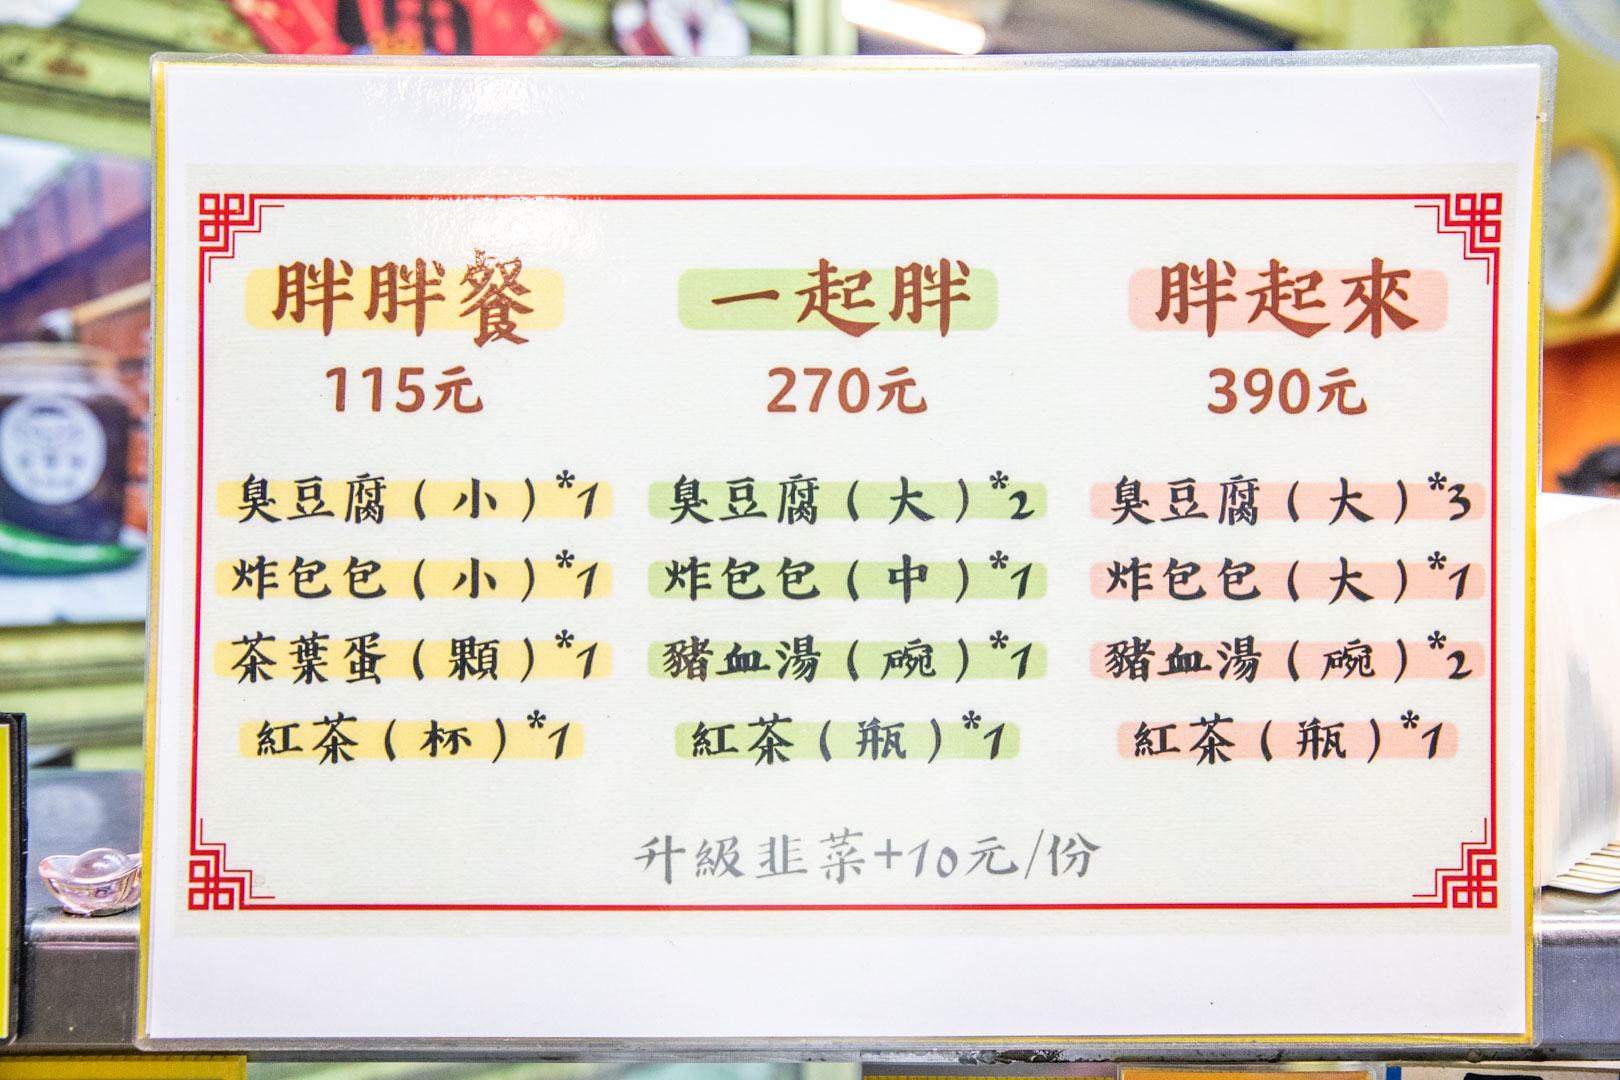 胖胖餐
115元
臭豆腐(小)*1
炸包包(小)*1
茶葉蛋(顆)*1
紅茶(杯)*1
一起胖
270元
臭豆腐(大)*2
炸包包(中)*1
豬血湯(碗)*1
紅茶(瓶)*1
胖起來
390元
臭豆腐(大)*3
炸包包(大)*1
豬血湯(碗)*2
紅茶(瓶)*1
升級韭菜+10元/份